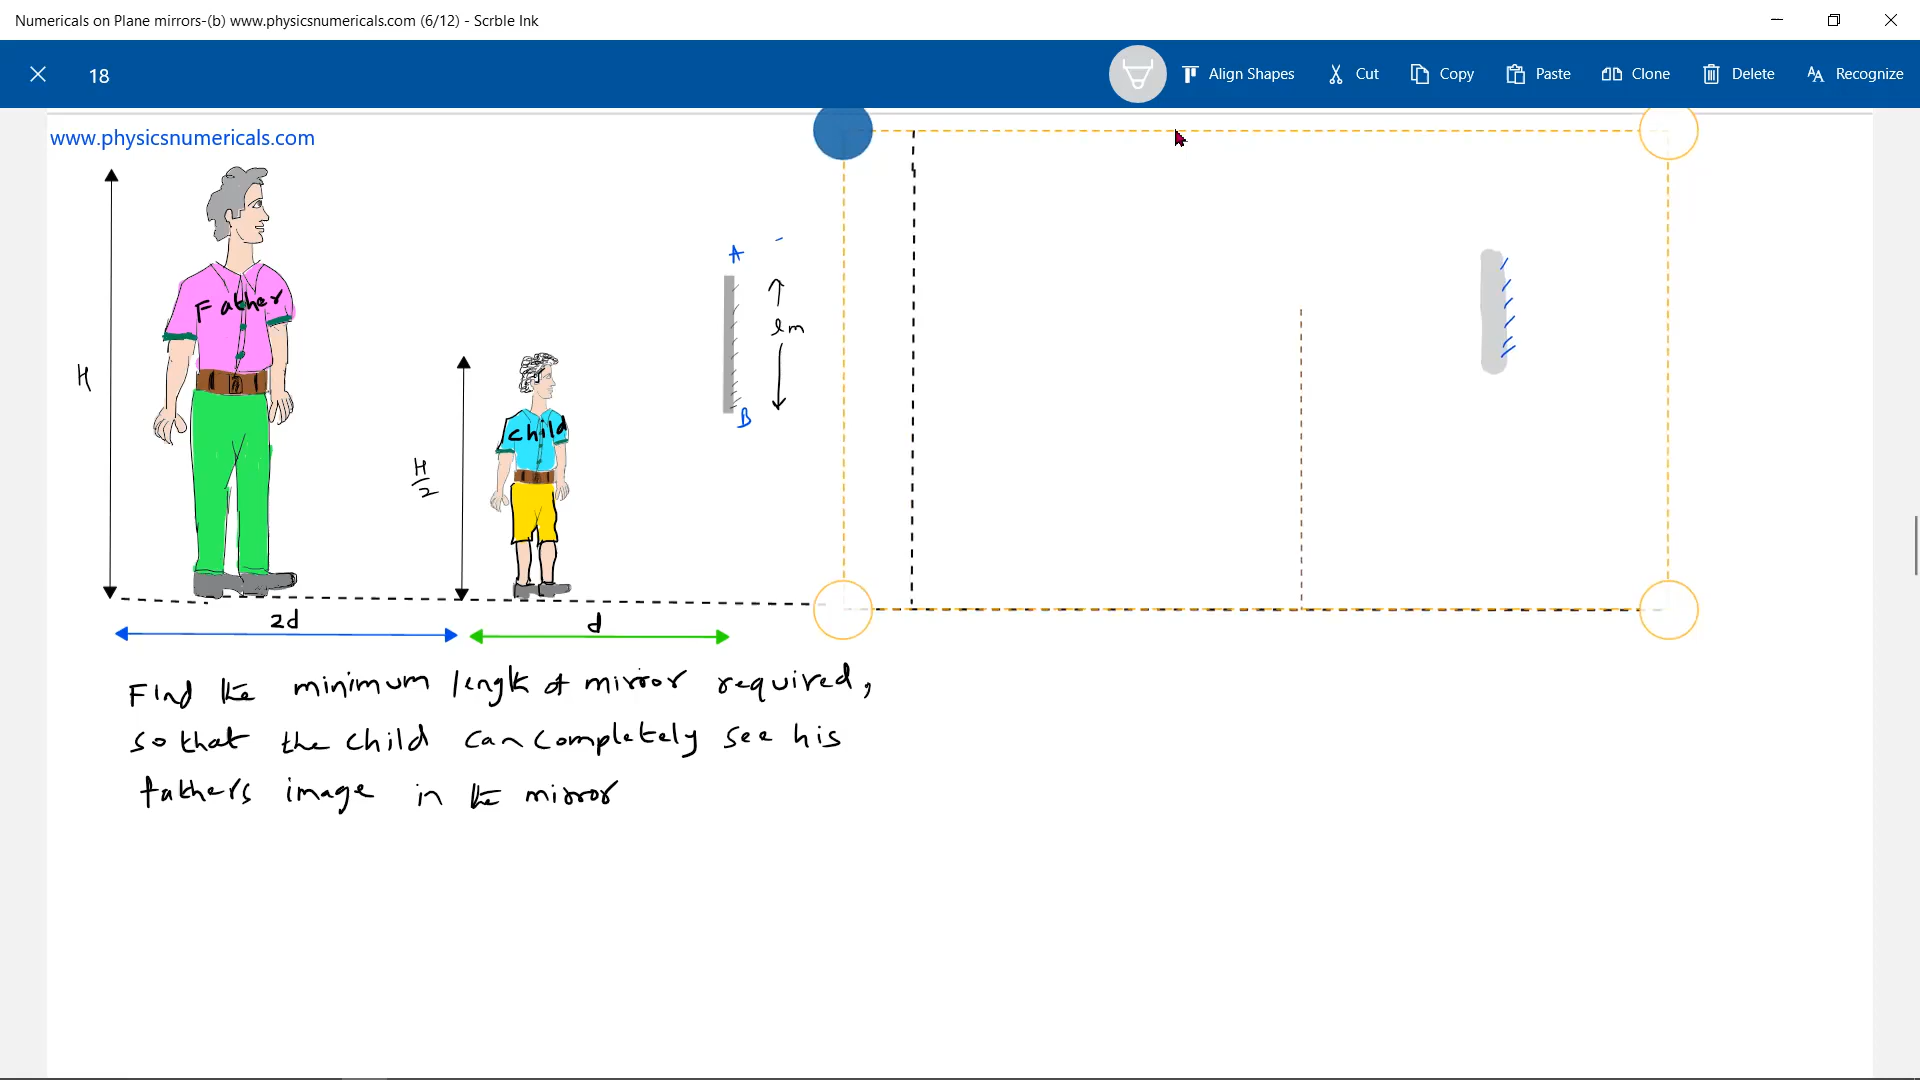 Numericals on Plane mirrors-(b) www.physicsnumericals.com (6/12) - Scrble Ink
18
Align Shapes
Cut
Copy
Paste
Clone
Delete
Recognize
www.physicsnumericals.com
Father
H
A
lm
B
child
H
2
2d
d
Find the minimum length of mirror required,
so that the child can completely see his
fathers image in the mirror